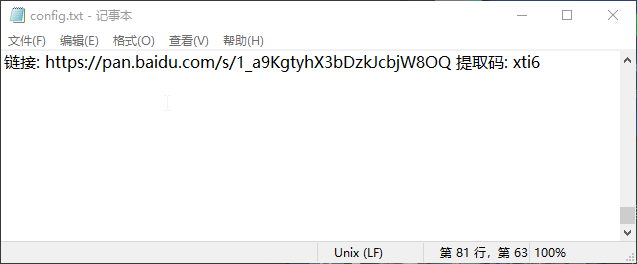 config.txt - 记事本
文件(F) 编辑(E) 格式(O) 查看(V) 帮助(H)
链接: https://pan.baidu.com/s/1_a9KgtyhX3bDzkJcbjW8OQ 提取码: xti6
Unix (LF) 第 81 行，第 63 100%